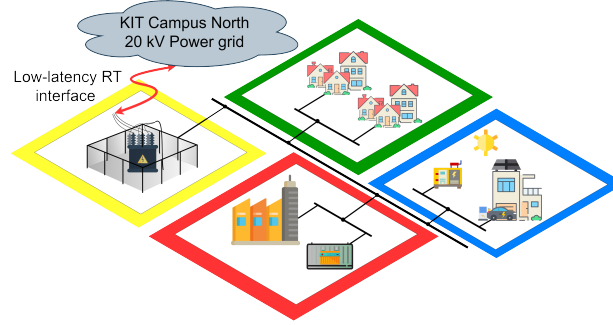 KIT Campus North
20 kV Power grid
Low-latency RT
interface